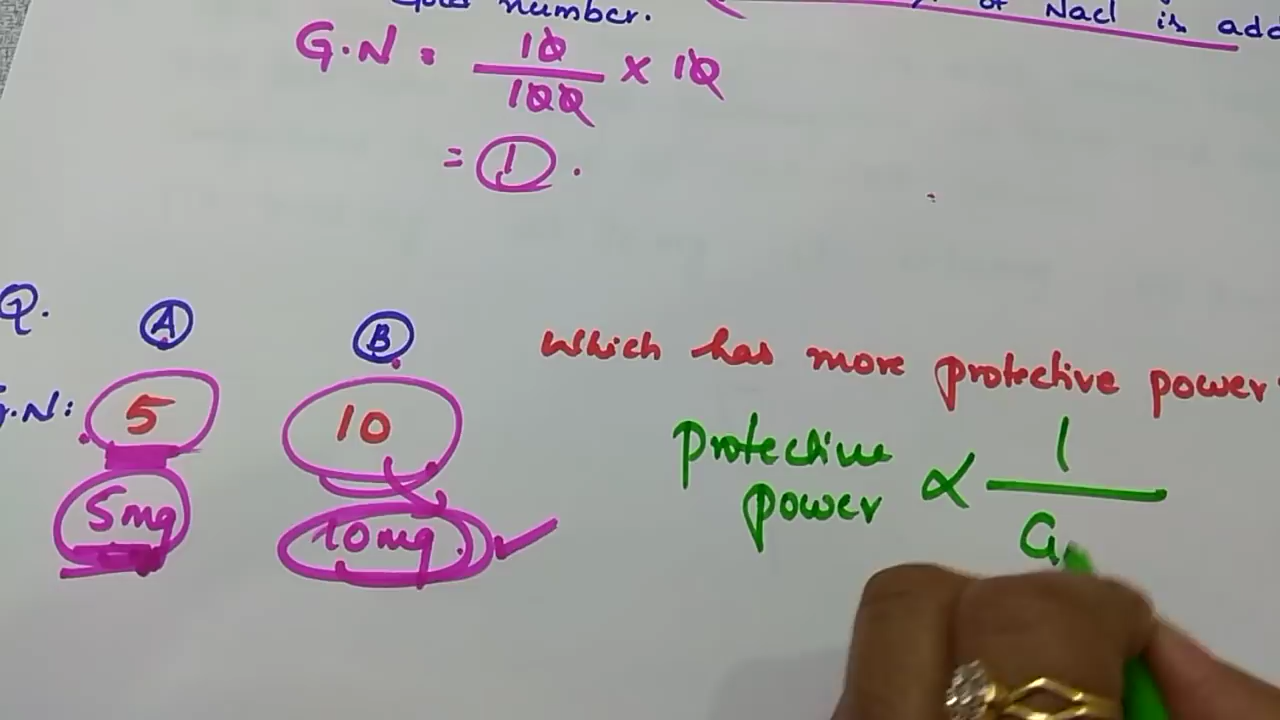 number.
of Nacl is add
G.N = 10/100 × 10
= 1.
Q. A B which has more protective power.
G.N: 5 10
protective power ∝ 1/G
5mg 10mg ✓